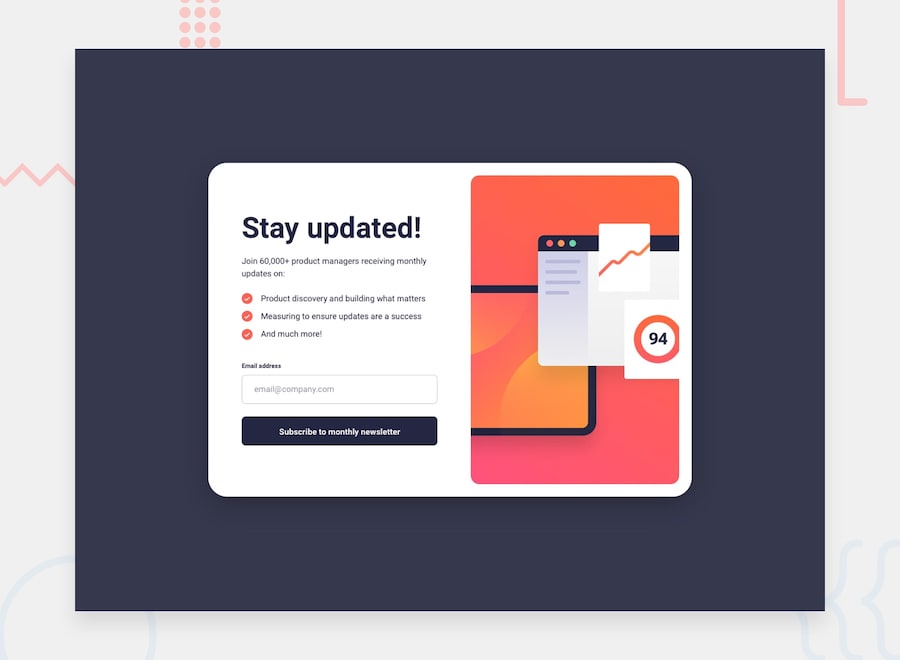 Stay updated!
Join 60,000+ product managers receiving monthly
updates on:
Product discovery and building what matters
Measuring to ensure updates are a success
And much more!
Email address
email@company.com
Subscribe to monthly newsletter
94